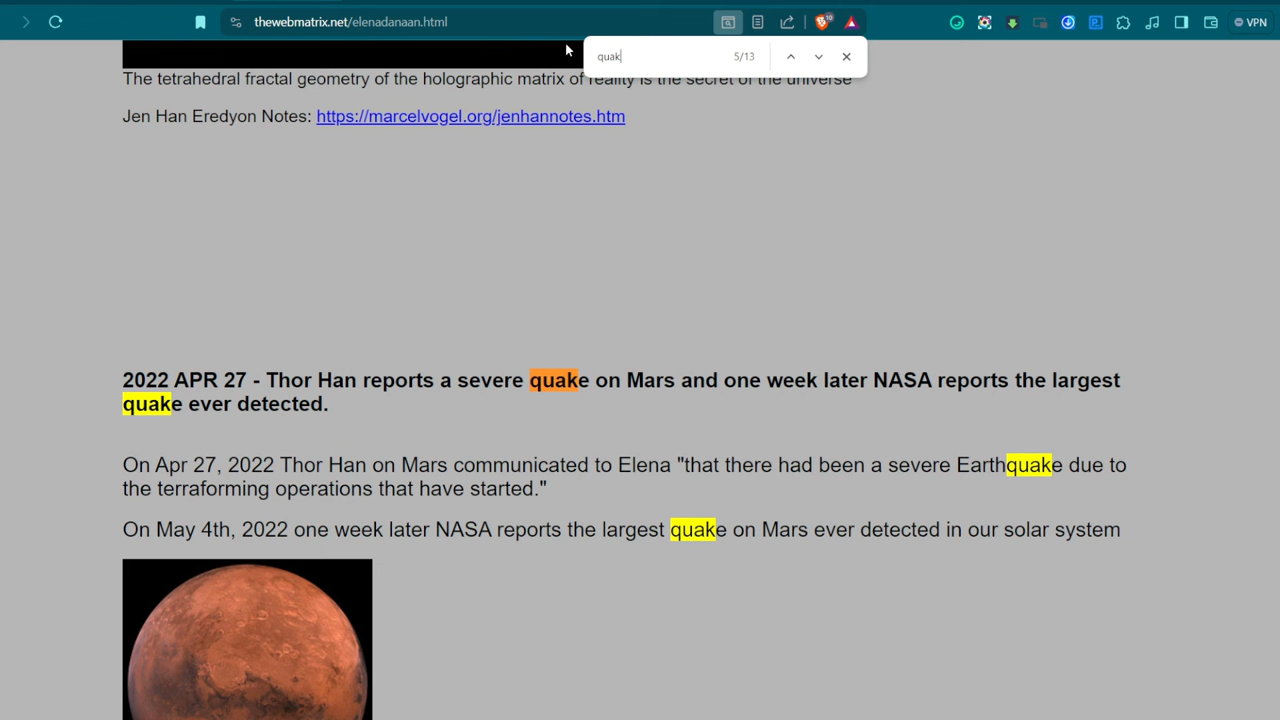 thewebmatrix.net/elenadanaan.html
10
VPN
quak
5/13
The tetrahedral fractal geometry of the holographic matrix of reality is the secret of the universe
Jen Han Eredyon Notes: https://marcelvogel.org/jenhannotes.htm
2022 APR 27 - Thor Han reports a severe quake on Mars and one week later NASA reports the largest
quake ever detected.
On Apr 27, 2022 Thor Han on Mars communicated to Elena "that there had been a severe Earthquake due to
the terraforming operations that have started."
On May 4th, 2022 one week later NASA reports the largest quake on Mars ever detected in our solar system